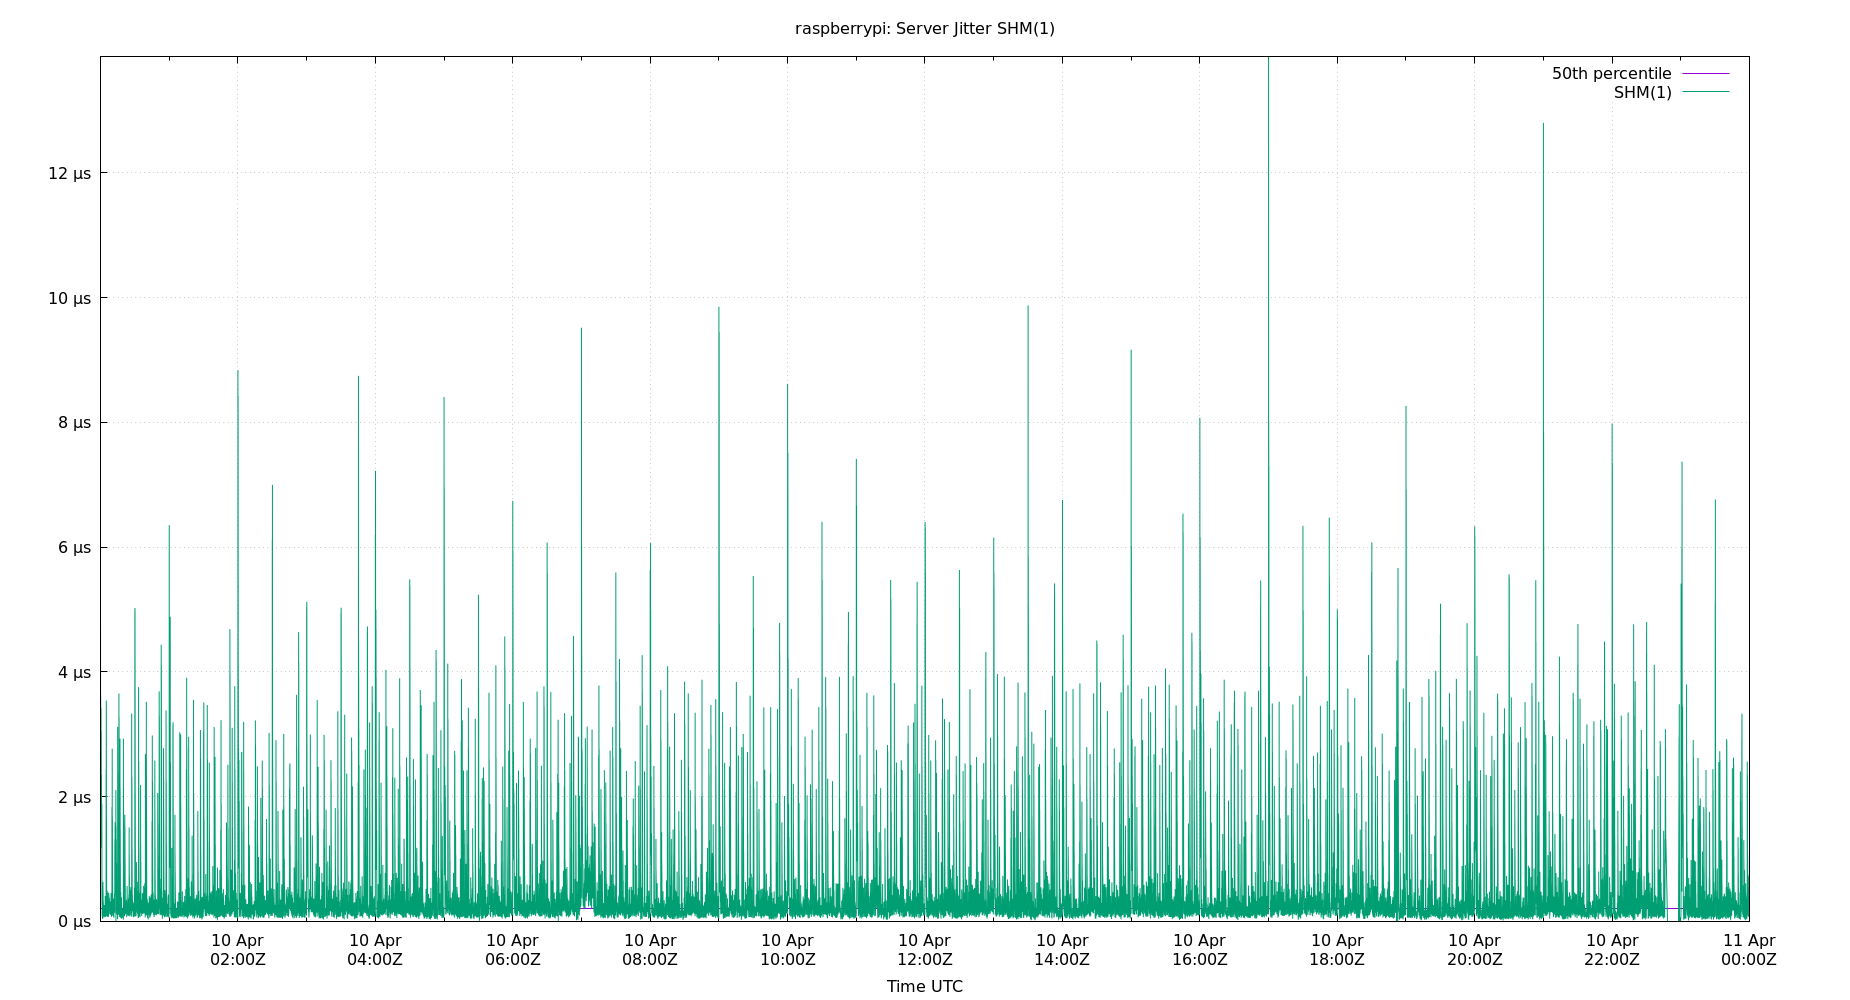 raspberrypi: Server Jitter SHM(1)
50th percentile
SHM(1)
12 µs
10 µs
8 µs
6 µs
4 µs
2 µs
0 µs
10 Apr 10 Apr 10 Apr 10 Apr 10 Apr 10 Apr 10 Apr 10 Apr 10 Apr 10 Apr 10 Apr 11 Apr
02:00Z 04:00Z 06:00Z 08:00Z 10:00Z 12:00Z 14:00Z 16:00Z 18:00Z 20:00Z 22:00Z 00:00Z
Time UTC